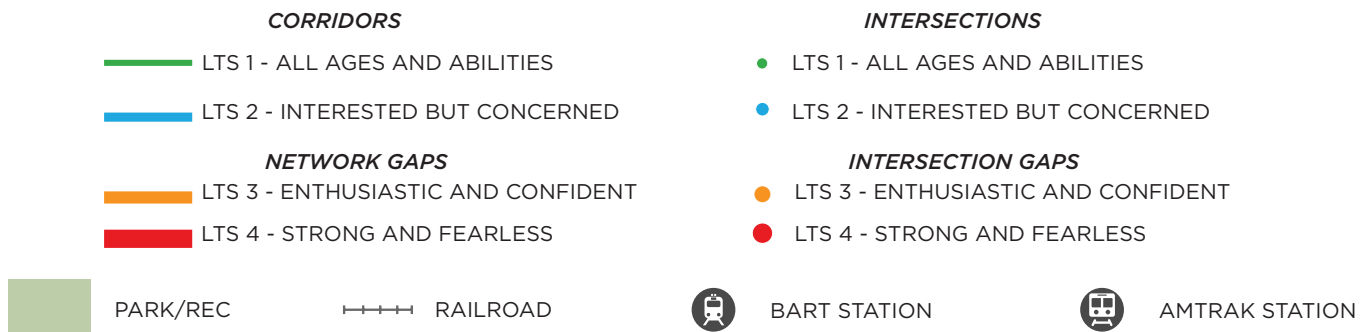 CORRIDORS
LTS 1 - ALL AGES AND ABILITIES
LTS 2 - INTERESTED BUT CONCERNED
NETWORK GAPS
LTS 3 - ENTHUSIASTIC AND CONFIDENT
LTS 4 - STRONG AND FEARLESS
INTERSECTIONS
LTS 1 - ALL AGES AND ABILITIES
LTS 2 - INTERESTED BUT CONCERNED
INTERSECTION GAPS
LTS 3 - ENTHUSIASTIC AND CONFIDENT
LTS 4 - STRONG AND FEARLESS
PARK/REC
RAILROAD
BART STATION
AMTRAK STATION